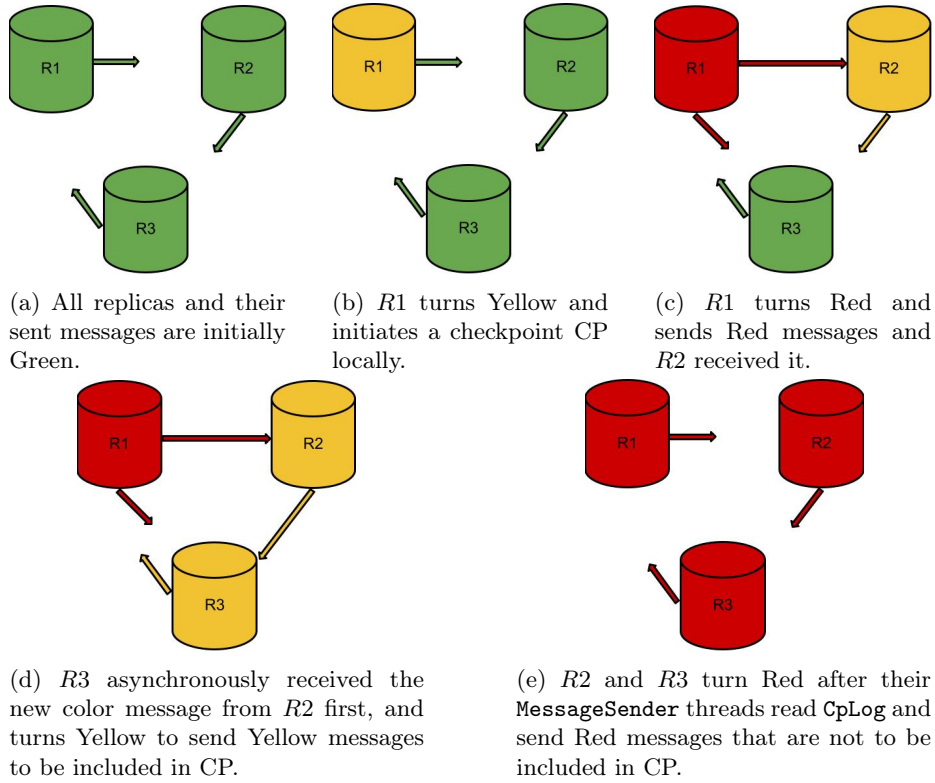 R1
R2
R3
R1
R2
R3
R1
R2
R3
(a) All replicas and their
sent messages are initially
Green.
(b) R1 turns Yellow and
initiates a checkpoint CP
locally.
(c) R1 turns Red and
sends Red messages and
R2 received it.
R1
R2
R3
R1
R2
R3
(d) R3 asynchronously received the
new color message from R2 first, and
turns Yellow to send Yellow messages
to be included in CP.
(e) R2 and R3 turn Red after their
MessageSender threads read CpLog and
send Red messages that are not to be
included in CP.